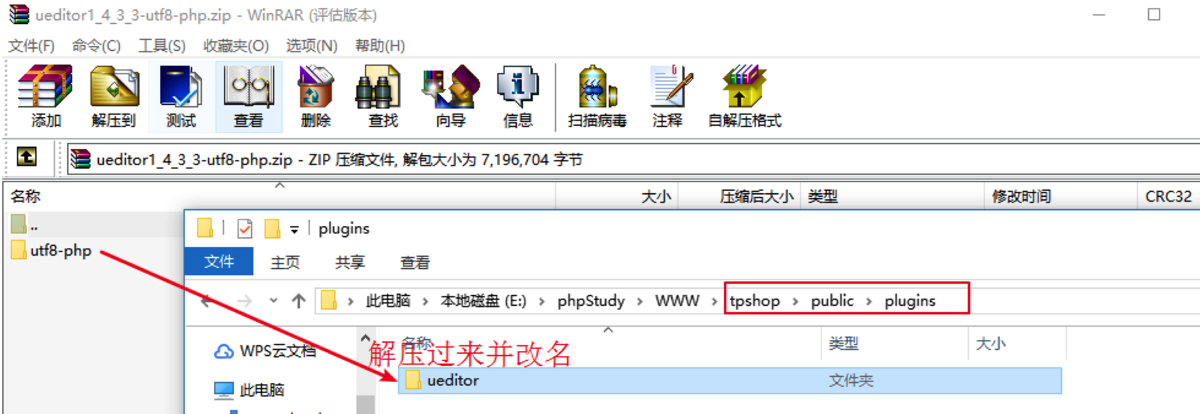 ueditor1_4_3_3-utf8-php.zip - WinRAR (评估版本)
文件(F) 命令(C) 工具(S) 收藏夹(O) 选项(N) 帮助(H)
添加 解压到 测试 查看 删除 查找 向导 信息 扫描病毒 注释 自解压格式
ueditor1_4_3_3-utf8-php.zip - ZIP 压缩文件, 解包大小为 7,196,704 字节
名称 大小 压缩后大小 类型 修改时间 CRC32
..
plugins
utf8-php
文件 主页 共享 查看
此电脑 本地磁盘 (E:) phpStudy WWW tpshop public plugins
名称 类型 大小
WPS云文档
解压过来并改名
ueditor 文件夹
此电脑